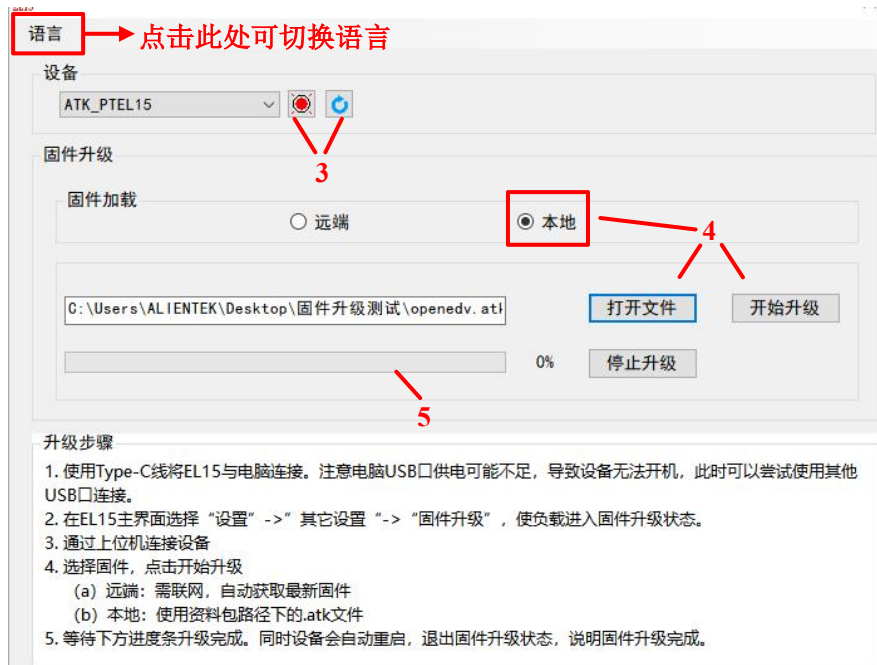 语言
点击此处可切换语言
设备
ATK_PTEL15
3
固件升级
固件加载
远端
本地
4
C:\Users\ALIENTEK\Desktop\固件升级测试\openedv.atk
打开文件
开始升级
0%
停止升级
5
升级步骤
1. 使用Type-C线将EL15与电脑连接。注意电脑USB口供电可能不足，导致设备无法开机，此时可以尝试使用其他
USB口连接。
2. 在EL15主界面选择“设置”->”其它设置“->“固件升级”，使负载进入固件升级状态。
3. 通过上位机连接设备
4. 选择固件，点击开始升级
（a）远端：需联网，自动获取最新固件
（b）本地：使用资料包路径下的.atk文件
5. 等待下方进度条升级完成。同时设备会自动重启，退出固件升级状态，说明固件升级完成。